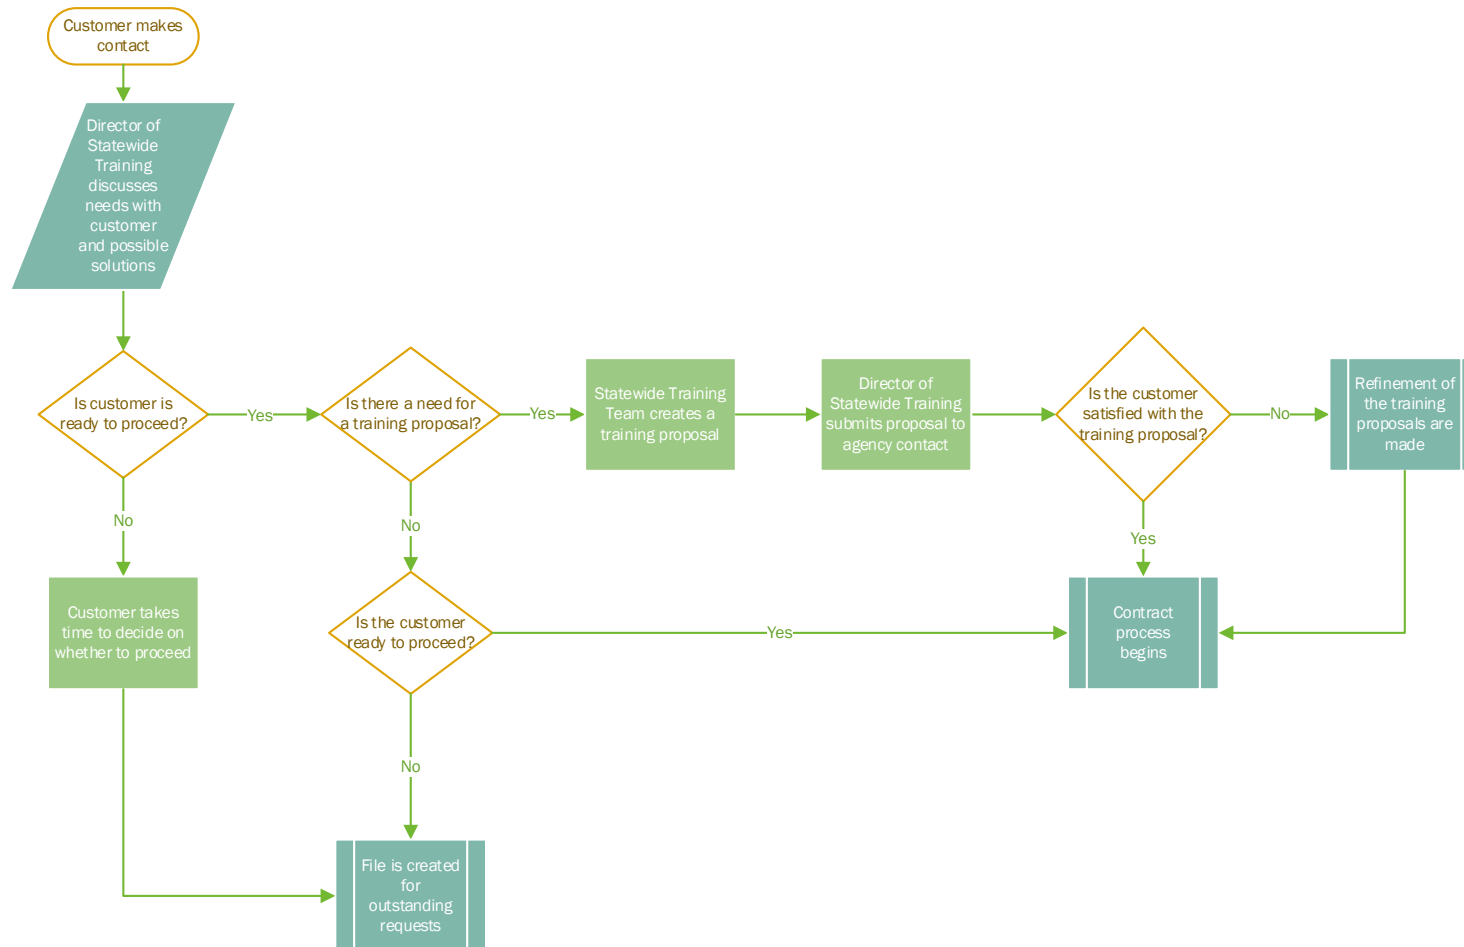 Customer makes
contact
Director of
Statewide
Training
discusses
needs with
customer
and possible
solutions
Is customer is
ready to proceed?
Yes
Is there a need for
a training proposal?
Yes
Statewide Training
Team creates a
training proposal
Director of
Statewide Training
submits proposal to
agency contact
Is the customer
satisfied with the
training proposal?
No
Refinement of
the training
proposals are
made
No
No
Yes
Customer takes
time to decide on
whether to proceed
Is the customer
ready to proceed?
Yes
Contract
process
begins
No
File is created
for
outstanding
requests